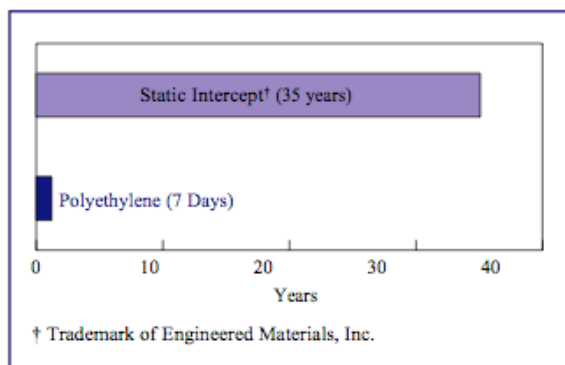 Static Intercept† (35 years)
Polyethylene (7 Days)
0 10 20 30 40
Years
† Trademark of Engineered Materials, Inc.